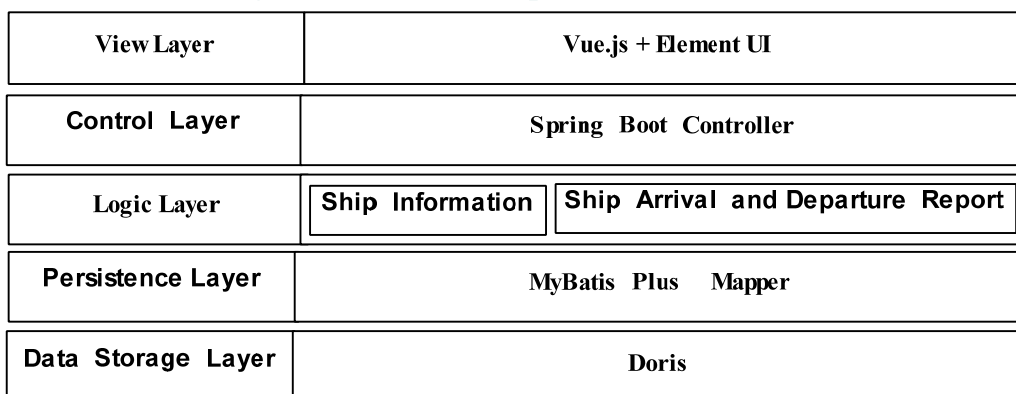 View Layer Vue.js + Element UI
Control Layer Spring Boot Controller
Logic Layer Ship Information Ship Arrival and Departure Report
Persistence Layer MyBatis Plus Mapper
Data Storage Layer Doris